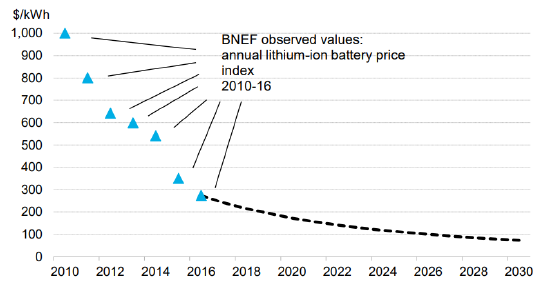 $/kWh
1,000
900
800
700
600
500
400
300
200
100
0
BNEF observed values:
annual lithium-ion battery price
index
2010-16
2010 2012 2014 2016 2018 2020 2022 2024 2026 2028 2030